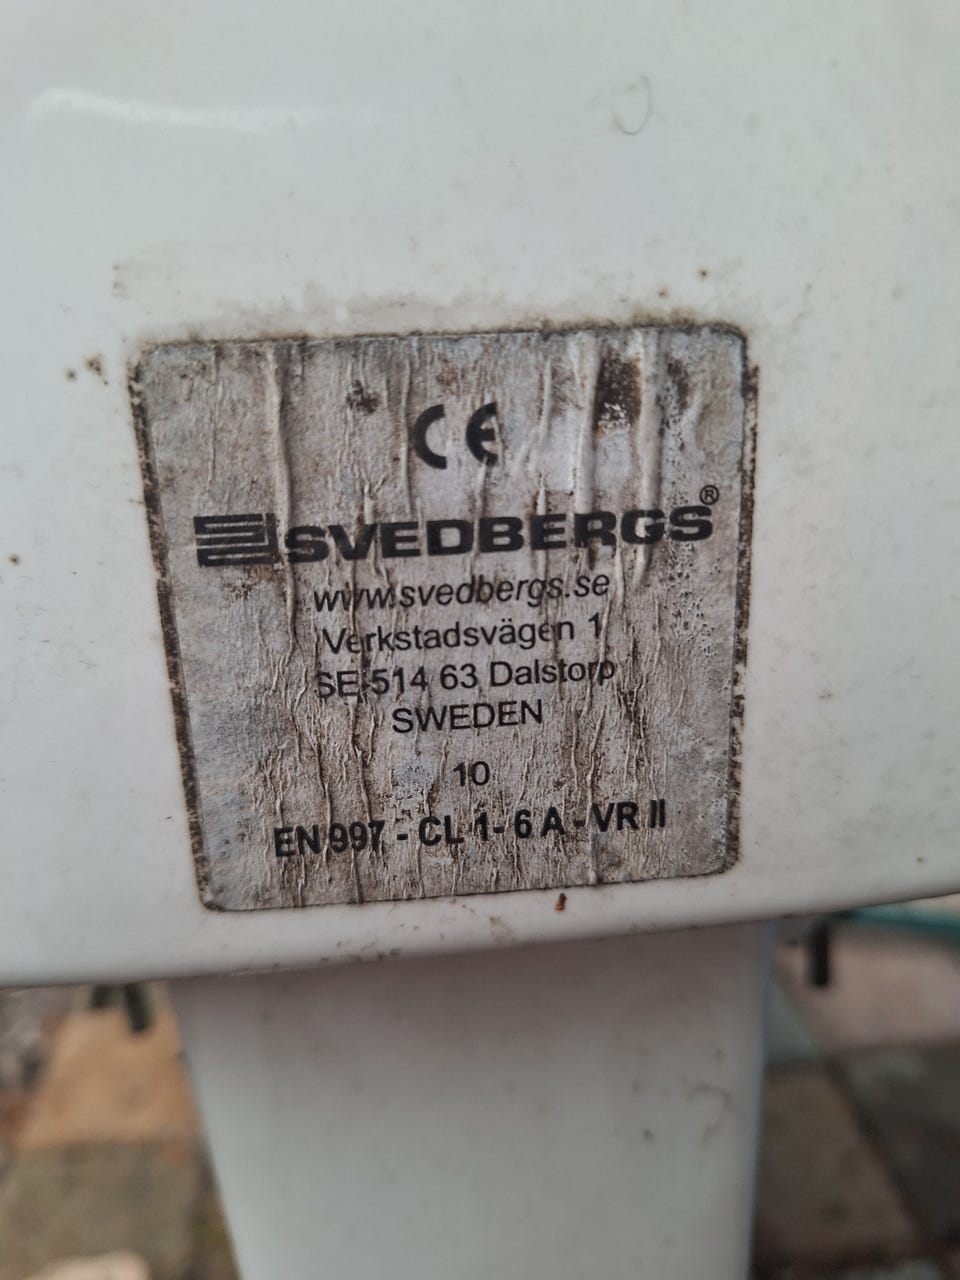 CE
SVEDBERGS®
www.svedbergs.se
Verkstadsvägen 1
SE-514 63 Dalstorp
SWEDEN
10
EN 997 - CL 1- 6 A - VR II